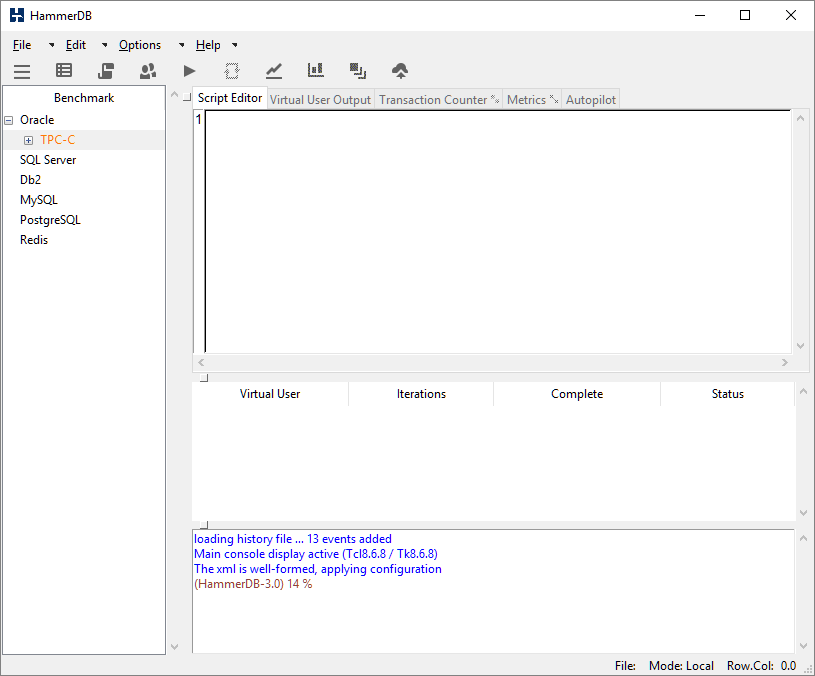 HammerDB
File Edit Options Help
Benchmark
Oracle
TPC-C
SQL Server
Db2
MySQL
PostgreSQL
Redis
Script Editor Virtual User Output Transaction Counter Metrics Autopilot
1
Virtual User Iterations Complete Status
loading history file ... 13 events added
Main console display active (Tcl8.6.8 / Tk8.6.8)
The xml is well-formed, applying configuration
(HammerDB-3.0) 14 %
File: Mode: Local Row.Col: 0.0